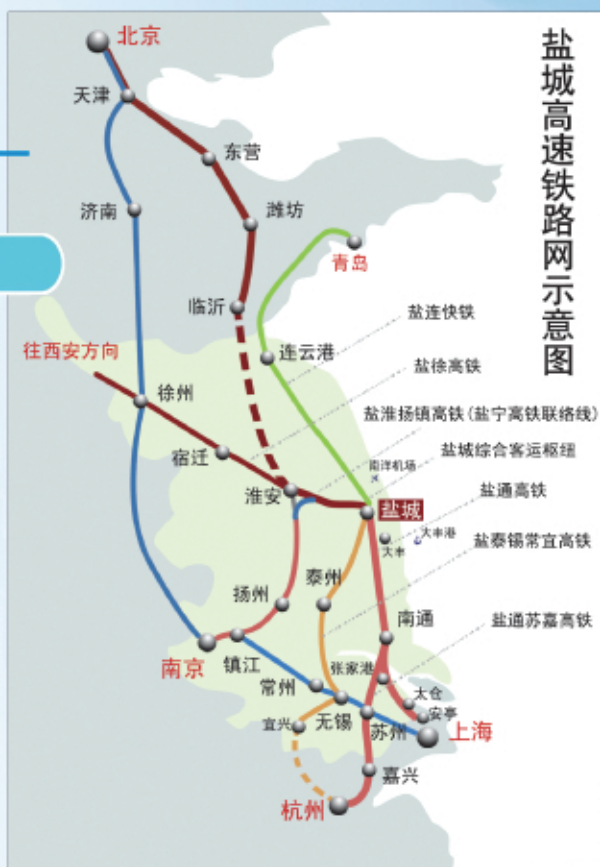 盐城高速铁路网示意图
北京
天津
东营
济南
潍坊
青岛
临沂
盐连快铁
连云港
往西安方向
盐徐高铁
徐州
盐淮扬镇高铁(盐宁高铁联络线)
宿迁
盐城综合客运枢纽
南洋机场
淮安
盐通高铁
盐城
大丰港
大丰
盐泰锡常宜高铁
泰州
扬州
南通
盐通苏嘉高铁
南京
镇江
张家港
常州
太仓
安亭
宜兴
无锡
苏州
上海
嘉兴
杭州